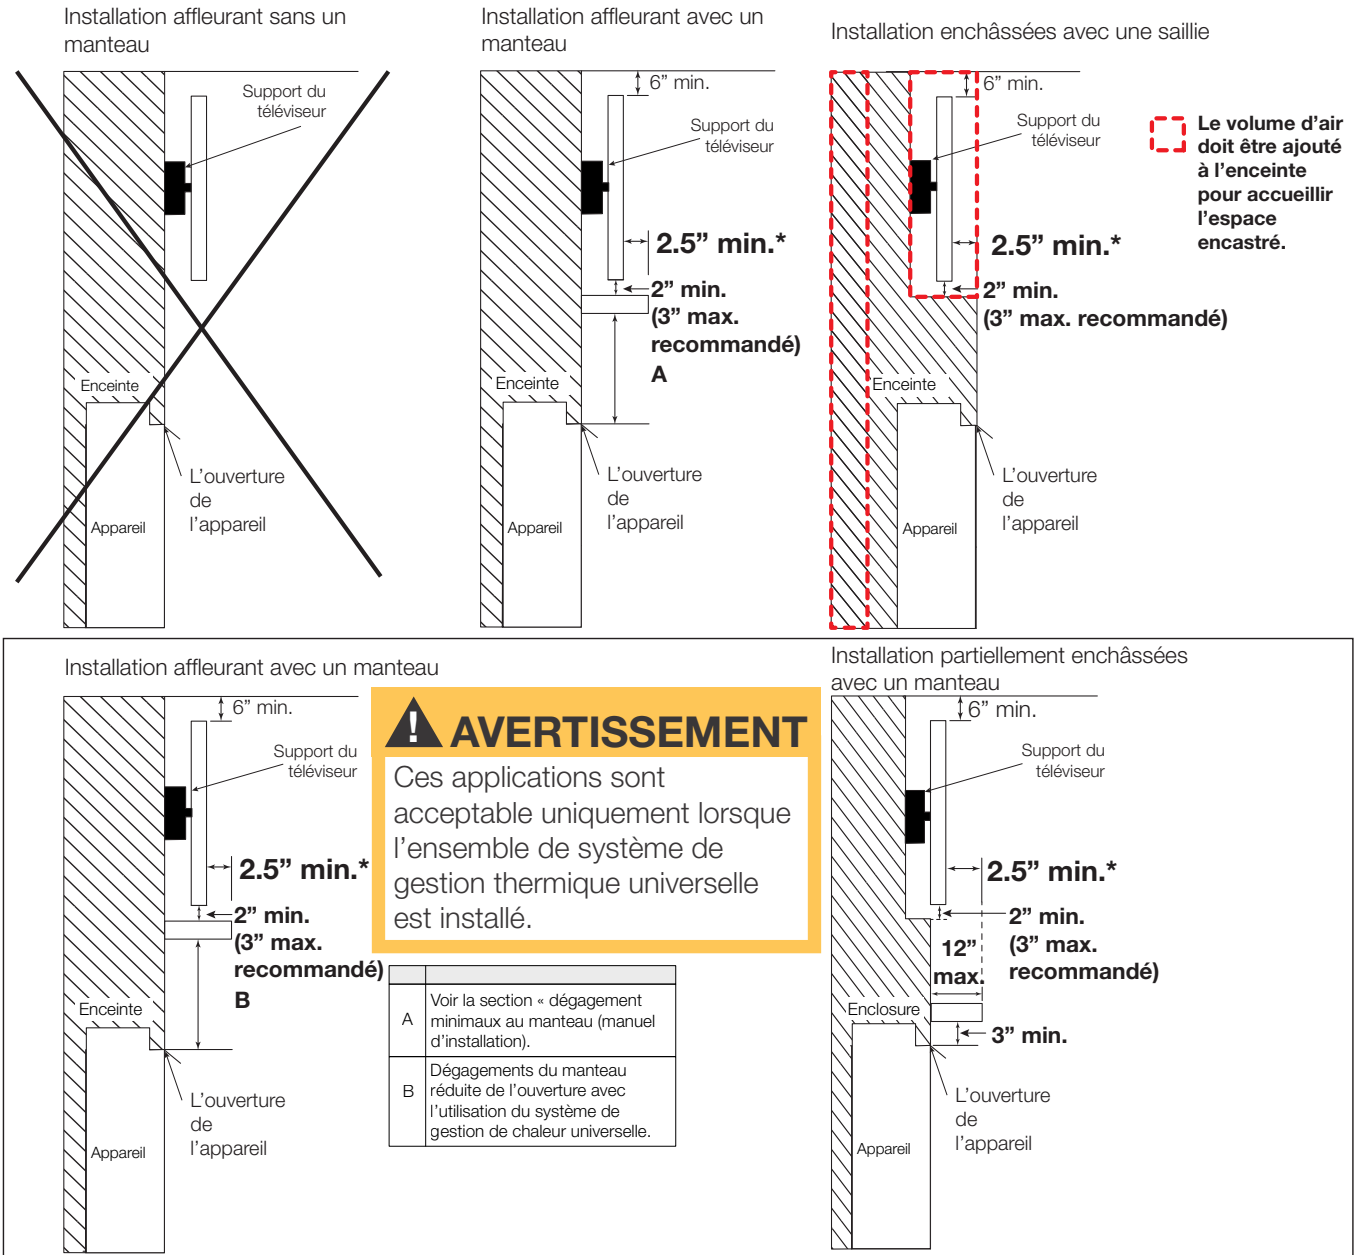 Installation affleurant sans un
manteau
Support du
téléviseur
Enceinte
L'ouverture
de
l'appareil
Appareil
Installation affleurant avec un
manteau
6” min.
Support du
téléviseur
2.5” min.*
2” min.
(3” max.
recommandé)
A
Enceinte
L'ouverture
de
l'appareil
Appareil
Installation enchâssées avec une saillie
6” min.
Support du
téléviseur
2.5” min.*
2” min.
(3” max. recommandé)
Enceinte
L'ouverture
de
l'appareil
Appareil
Le volume d'air
doit être ajouté
à l'enceinte
pour accueillir
l'espace
encastré.
Installation affleurant avec un manteau
6” min.
Support du
téléviseur
2.5” min.*
2” min.
(3” max.
recommandé)
B
Enceinte
L'ouverture
de
l'appareil
Appareil
! AVERTISSEMENT
Ces applications sont
acceptable uniquement lorsque
l'ensemble de système de
gestion thermique universelle
est installé.
A
Voir la section « dégagement
minimaux au manteau (manuel
d'installation).
B
Dégagements du manteau
réduite de l'ouverture avec
l'utilisation du système de
gestion de chaleur universelle.
Installation partiellement enchâssées
avec un manteau
6” min.
Support du
téléviseur
2.5” min.*
2” min.
(3” max.
recommandé)
12”
max.
Enclosure
3” min.
L'ouverture
de
l'appareil
Appareil